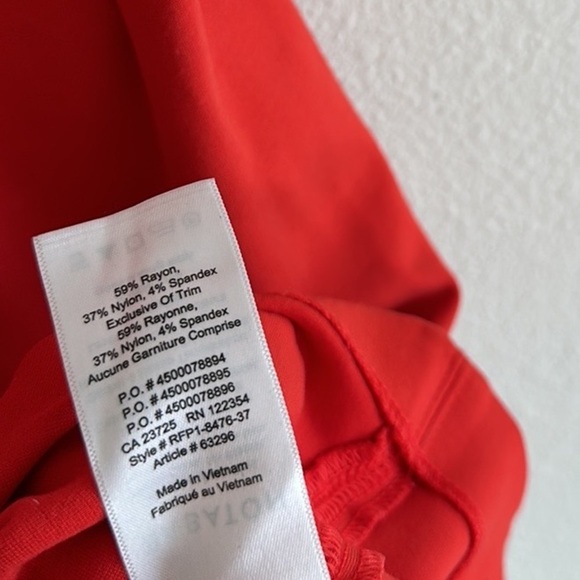 59% Rayon,
37% Nylon, 4% Spandex
Exclusive Of Trim
59% Rayonne,
37% Nylon, 4% Spandex
Aucune Garniture Comprise
P.O. # 4500078894
P.O. # 4500078895
P.O. # 4500078896
CA 23725 RN 122354
Style # RFP1-8476-37
Article # 63296
Made in Vietnam
Fabriqué au Vietnam